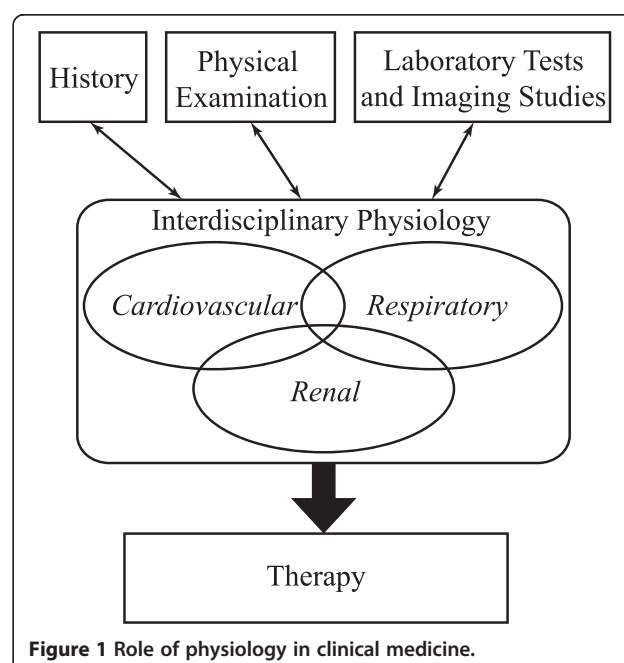 History
Physical
Examination
Laboratory Tests
and Imaging Studies
Interdisciplinary Physiology
Cardiovascular
Respiratory
Renal
Therapy
Figure 1 Role of physiology in clinical medicine.